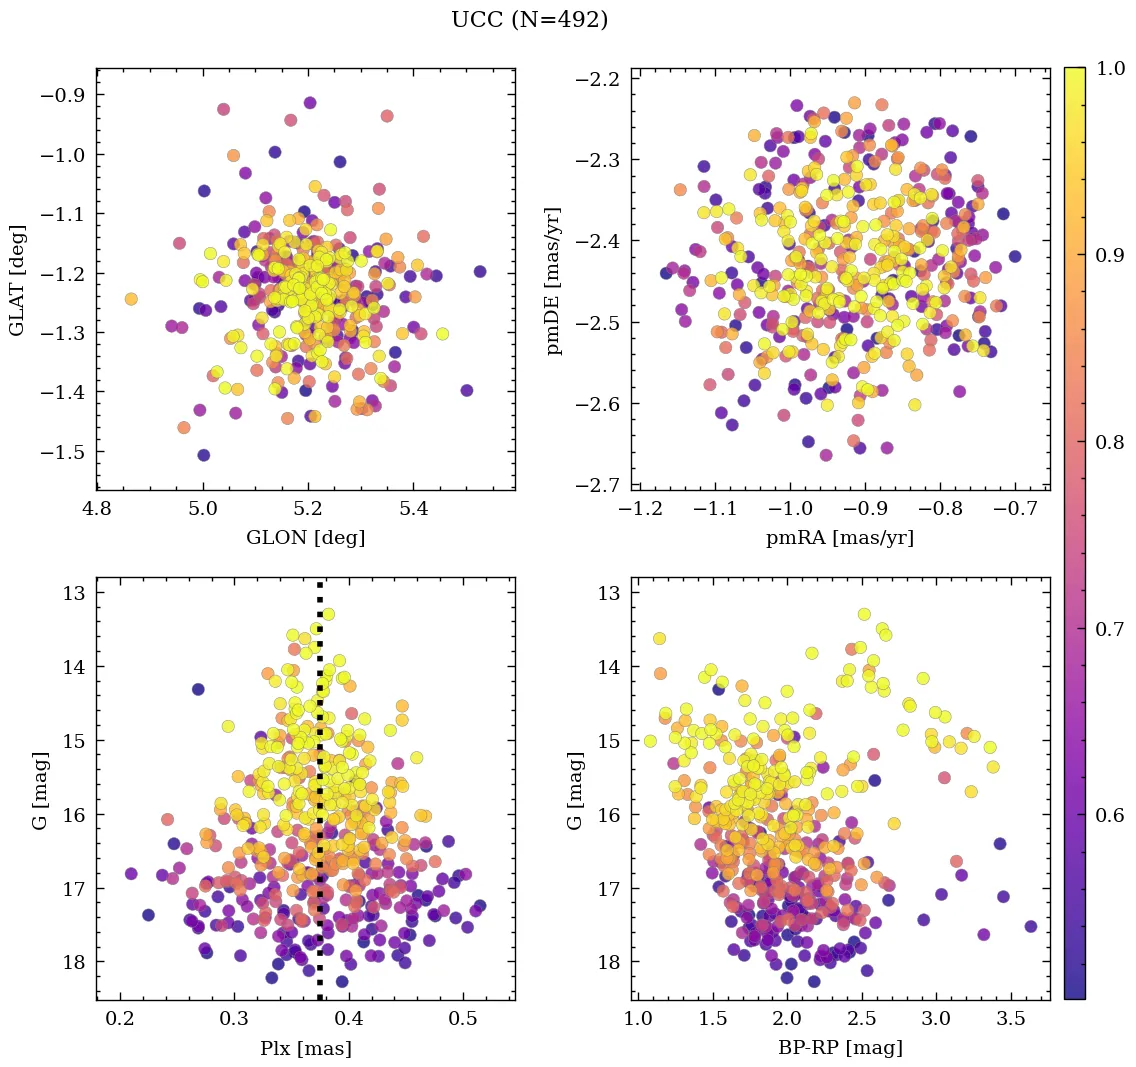 UCC (N=492)
−0.9
−1.0
−1.1
−1.2
−1.3
−1.4
−1.5
GLAT [deg]
4.8 5.0 5.2 5.4
GLON [deg]
−2.2
−2.3
−2.4
−2.5
−2.6
−2.7
pmDE [mas/yr]
−1.2 −1.1 −1.0 −0.9 −0.8 −0.7
pmRA [mas/yr]
1.0
0.9
0.8
0.7
0.6
13
14
15
16
17
18
G [mag]
0.2 0.3 0.4 0.5
Plx [mas]
13
14
15
16
17
18
G [mag]
1.0 1.5 2.0 2.5 3.0 3.5
BP-RP [mag]